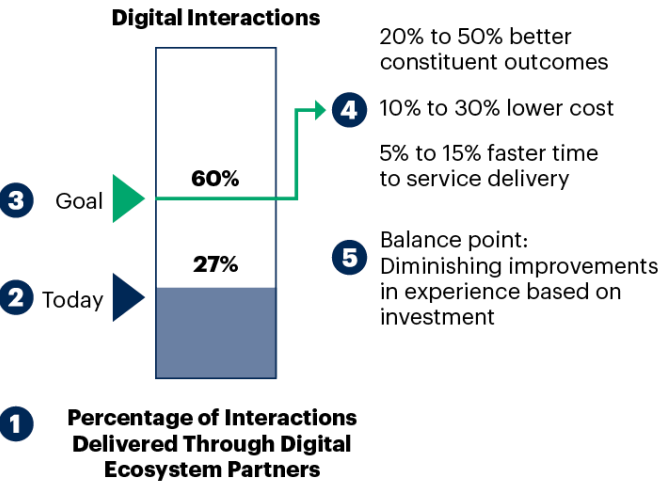 Digital Interactions
20% to 50% better
constituent outcomes
4
10% to 30% lower cost
5% to 15% faster time
to service delivery
60%
3
Goal
5
Balance point:
Diminishing improvements
in experience based on
investment
27%
2
Today
1
Percentage of Interactions
Delivered Through Digital
Ecosystem Partners